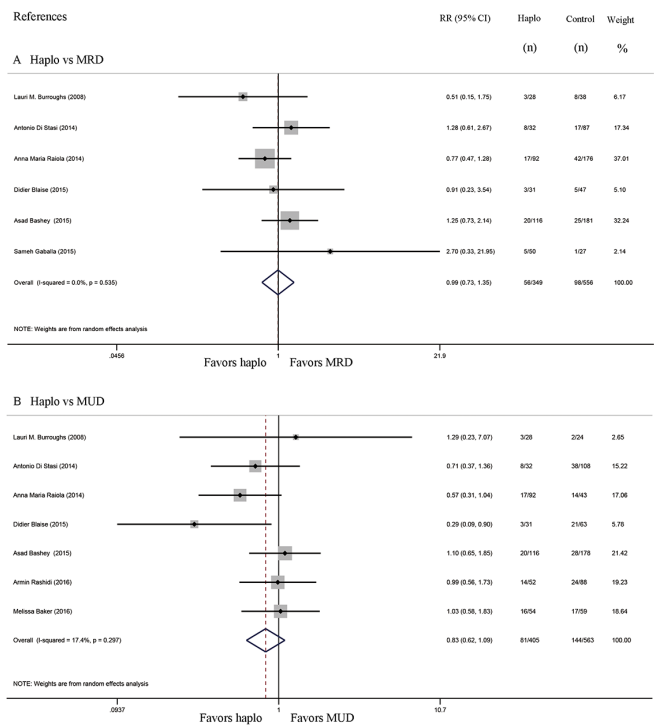 References RR (95% CI) Haplo Control Weight
(n) (n) %
A Haplo vs MRD
Lauri M. Burroughs (2008) 0.51 (0.15, 1.75) 3/28 8/38 6.17
Antonio Di Stasi (2014) 1.28 (0.61, 2.67) 8/32 17/87 17.34
Anna Maria Raiola (2014) 0.77 (0.47, 1.28) 17/92 42/176 37.01
Didier Blaise (2015) 0.91 (0.23, 3.54) 3/31 5/47 5.10
Asad Bashey (2015) 1.25 (0.73, 2.14) 20/116 25/181 32.24
Sameh Gaballa (2015) 2.70 (0.33, 21.95) 5/50 1/27 2.14
Overall (I-squared = 0.0%, p = 0.535) 0.99 (0.73, 1.35) 56/349 98/556 100.00
NOTE: Weights are from random effects analysis
.0456 1 21.9
Favors haplo Favors MRD
B Haplo vs MUD
Lauri M. Burroughs (2008) 1.29 (0.23, 7.07) 3/28 2/24 2.65
Antonio Di Stasi (2014) 0.71 (0.37, 1.36) 8/32 38/108 15.22
Anna Maria Raiola (2014) 0.57 (0.31, 1.04) 17/92 14/43 17.06
Didier Blaise (2015) 0.29 (0.09, 0.90) 3/31 21/63 5.78
Asad Bashey (2015) 1.10 (0.65, 1.85) 20/116 28/178 21.42
Armin Rashidi (2016) 0.99 (0.56, 1.73) 14/52 24/88 19.23
Melissa Baker (2016) 1.03 (0.58, 1.83) 16/54 17/59 18.64
Overall (I-squared = 17.4%, p = 0.297) 0.83 (0.62, 1.09) 81/405 144/563 100.00
NOTE: Weights are from random effects analysis
.0937 1 10.7
Favors haplo Favors MUD